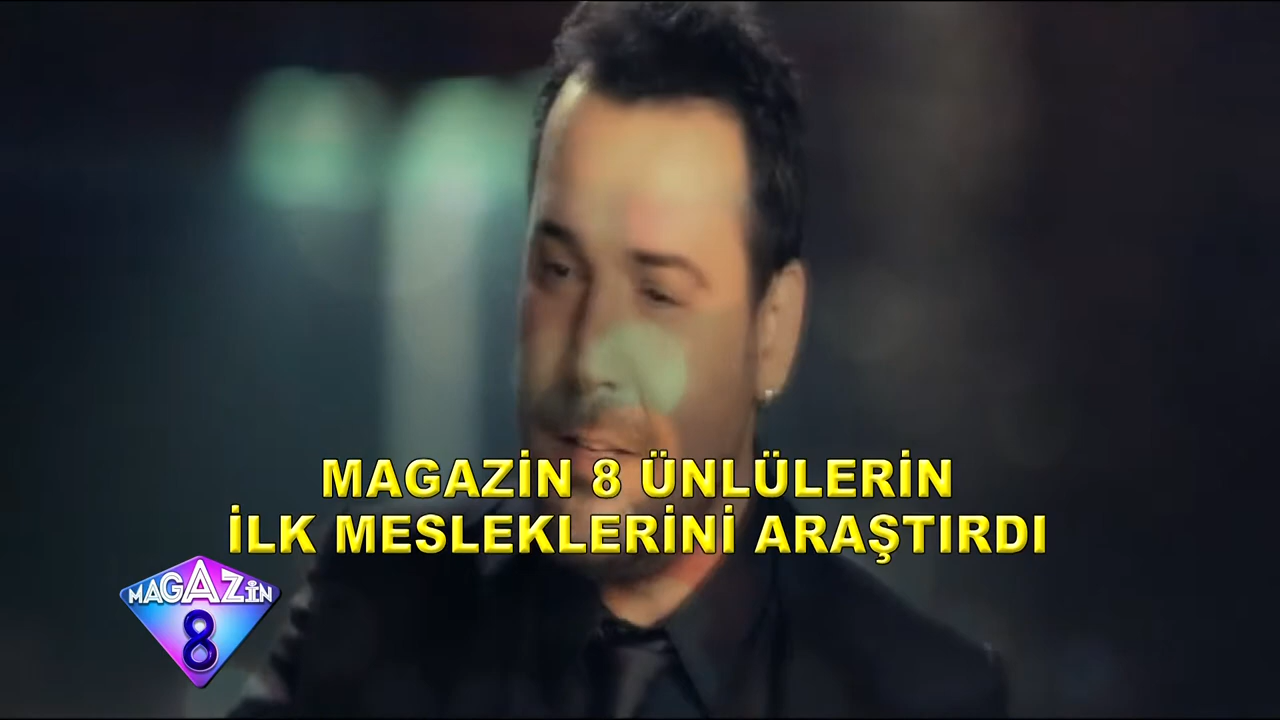 MAGAZİN 8 ÜNLÜLERİN
İLK MESLEKLERİNİ ARAŞTIRDI
MAGAZİN
8